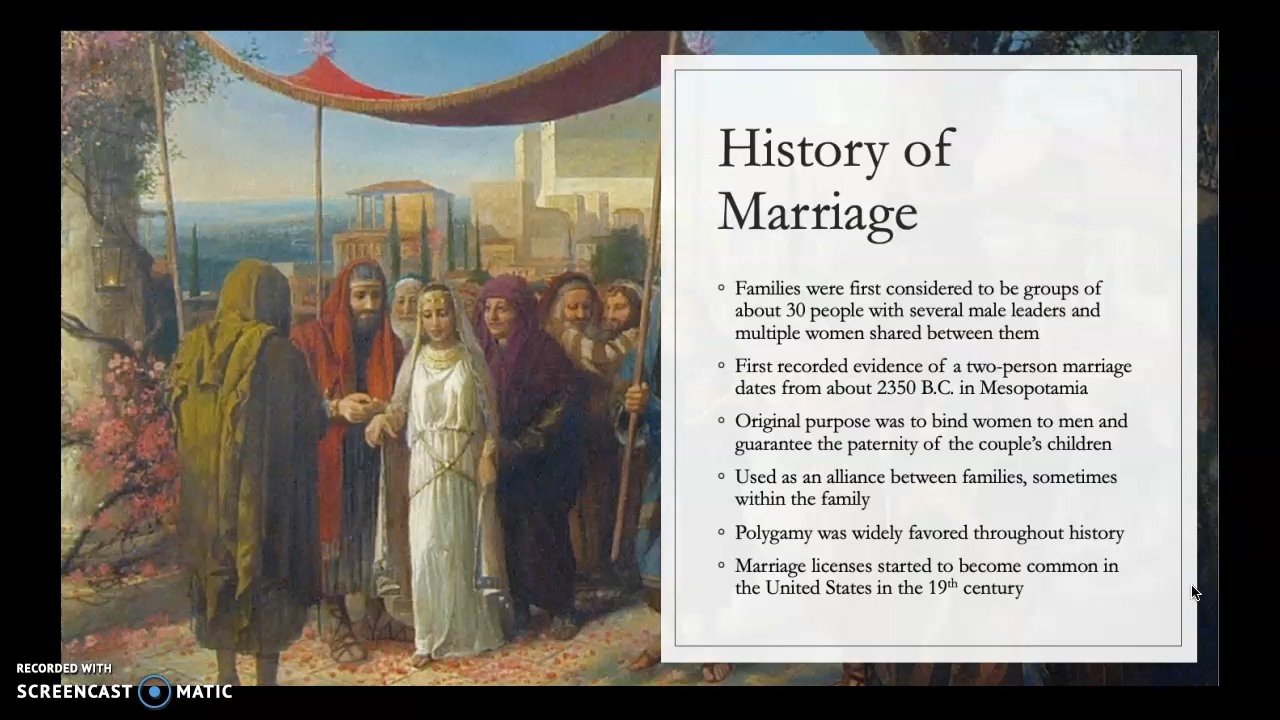 History of
Marriage
Families were first considered to be groups of
about 30 people with several male leaders and
multiple women shared between them
First recorded evidence of a two-person marriage
dates from about 2350 B.C. in Mesopotamia
Original purpose was to bind women to men and
guarantee the paternity of the couple's children
Used as an alliance between families, sometimes
within the family
Polygamy was widely favored throughout history
Marriage licenses started to become common in
the United States in the 19th century
RECORDED WITH
SCREENCAST MATIC